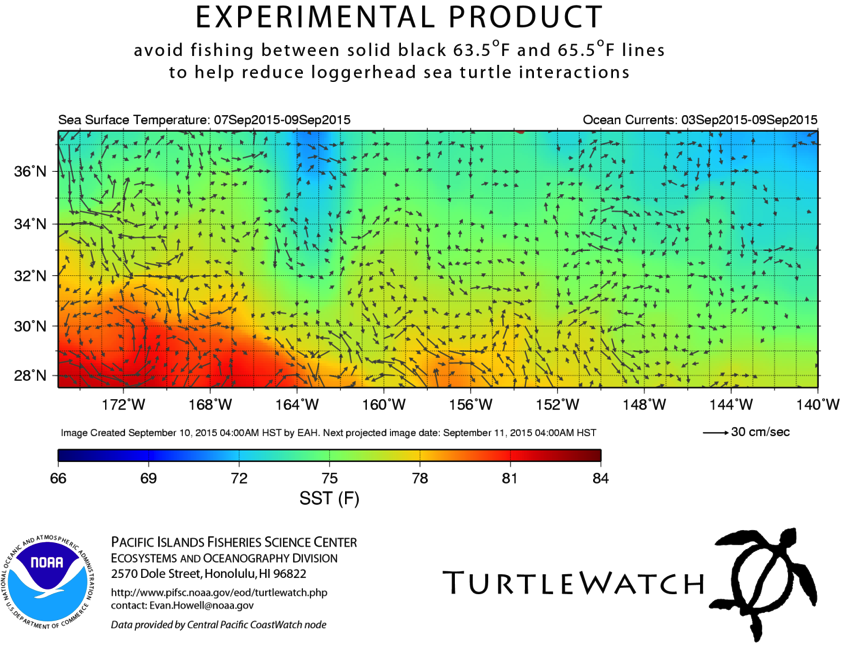 EXPERIMENTAL PRODUCT
avoid fishing between solid black 63.5°F and 65.5°F lines
to help reduce loggerhead sea turtle interactions
Sea Surface Temperature: 07Sep2015-09Sep2015
Ocean Currents: 03Sep2015-09Sep2015
36°N
34°N
32°N
30°N
28°N
172°W 168°W 164°W 160°W 156°W 152°W 148°W 144°W 140°W
Image Created September 10, 2015 04:00AM HST by EAH. Next projected image date: September 11, 2015 04:00AM HST
30 cm/sec
66 69 72 75 78 81 84
SST (F)
NATIONAL OCEANIC AND ATMOSPHERIC ADMINISTRATION
NOAA
U.S. DEPARTMENT OF COMMERCE
PACIFIC ISLANDS FISHERIES SCIENCE CENTER
ECOSYSTEMS AND OCEANOGRAPHY DIVISION
2570 Dole Street, Honolulu, HI 96822
http://www.pifsc.noaa.gov/eod/turtlewatch.php
contact: Evan.Howell@noaa.gov
Data provided by Central Pacific CoastWatch node
TURTLEWATCH